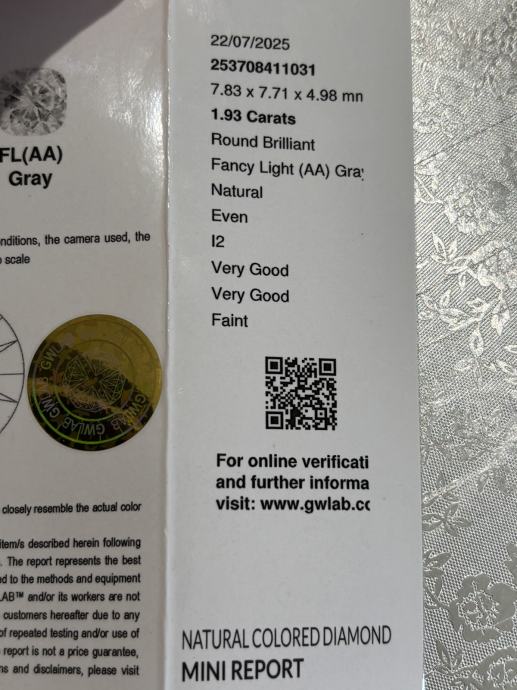 FL(AA)
Gray
nditions, the camera used, the
scale
GWLAB GWLAB
closely resemble the actual color
item/s described herein following
. The report represents the best
ed to the methods and equipment
LAB™ and/or its workers are not
customers hereafter due to any
of repeated testing and/or use of
report is not a price guarantee,
ns and disclaimers, please visit
22/07/2025
253708411031
7.83 x 7.71 x 4.98 mn
1.93 Carats
Round Brilliant
Fancy Light (AA) Gray
Natural
Even
I2
Very Good
Very Good
Faint
For online verificati
and further informa
visit: www.gwlab.cc
NATURAL COLORED DIAMOND
MINI REPORT